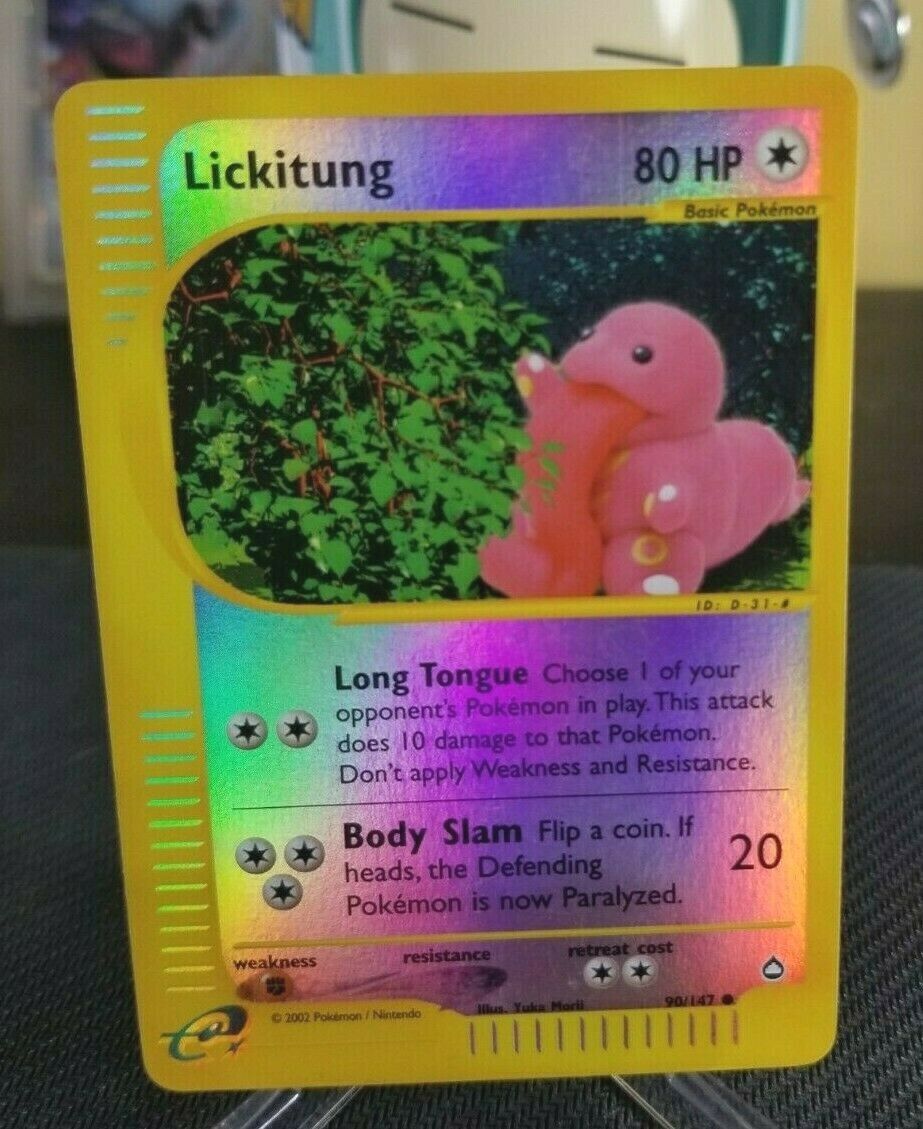 Lickitung 80 HP
Basic Pokémon
ID: D-31-#
Long Tongue Choose 1 of your
opponent's Pokémon in play. This attack
does 10 damage to that Pokémon.
Don't apply Weakness and Resistance.
Body Slam Flip a coin. If
heads, the Defending
Pokémon is now Paralyzed.
20
weakness resistance retreat cost
Illus. Yuka Morii 90/147
© 2002 Pokémon / Nintendo
e